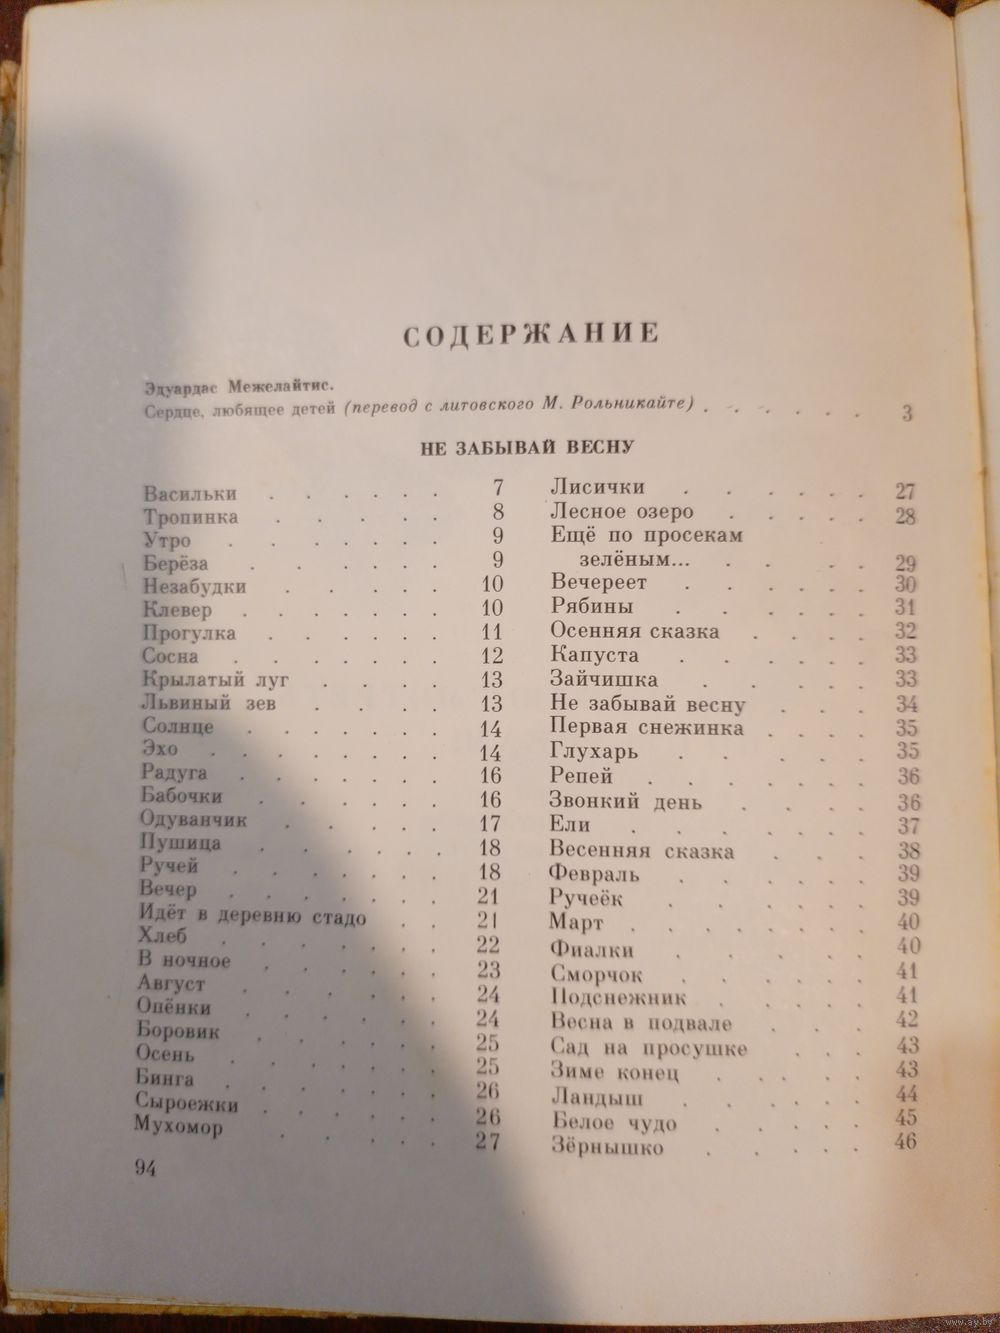 СОДЕРЖАНИЕ
Эдуардас Межелайтис.
Сердце, любящее детей (перевод с литовского М. Рольникайте) . . . . . . 3
НЕ ЗАБЫВАЙ ВЕСНУ
Васильки . . . . . 7
Тропинка . . . . . 8
Утро . . . . . . 9
Берёза . . . . . 9
Незабудки . . . . . 10
Клевер . . . . . . 10
Прогулка . . . . . 11
Сосна . . . . . . 12
Крылатый луг . . . . 13
Львиный зев . . . . 13
Солнце . . . . . . 14
Эхо . . . . . . 14
Радуга . . . . . . 16
Бабочки . . . . . 16
Одуванчик . . . . . 17
Пушица . . . . . . 18
Ручей . . . . . . 18
Вечер . . . . . . 21
Идёт в деревню стадо . . 21
Хлеб . . . . . . 22
В ночное . . . . . 23
Август . . . . . . 24
Опёнки . . . . . . 24
Боровик . . . . . 25
Осень . . . . . . 25
Бинга . . . . . . 26
Сыроежки . . . . . 26
Мухомор . . . . . 27
94
Лисички . . . . . 27
Лесное озеро . . . . 28
Ещё по просекам
зелёным... . . . . 29
Вечереет . . . . . 30
Рябины . . . . . 31
Осенняя сказка . . . . 32
Капуста . . . . . 33
Зайчишка . . . . . 33
Не забывай весну . . . 34
Первая снежинка . . . . 35
Глухарь . . . . . 35
Репей . . . . . . 36
Звонкий день . . . . 36
Ели . . . . . . 37
Весенняя сказка . . . 38
Февраль . . . . . 39
Ручеёк . . . . . . 39
Март . . . . . . 40
Фиалки . . . . . 40
Сморчок . . . . . 41
Подснежник . . . . . 41
Весна в подвале . . . 42
Сад на просушке . . . 43
Зиме конец . . . . 43
Ландыш . . . . . 44
Белое чудо . . . . . 45
Зёрнышко . . . . . 46
www.ay.by